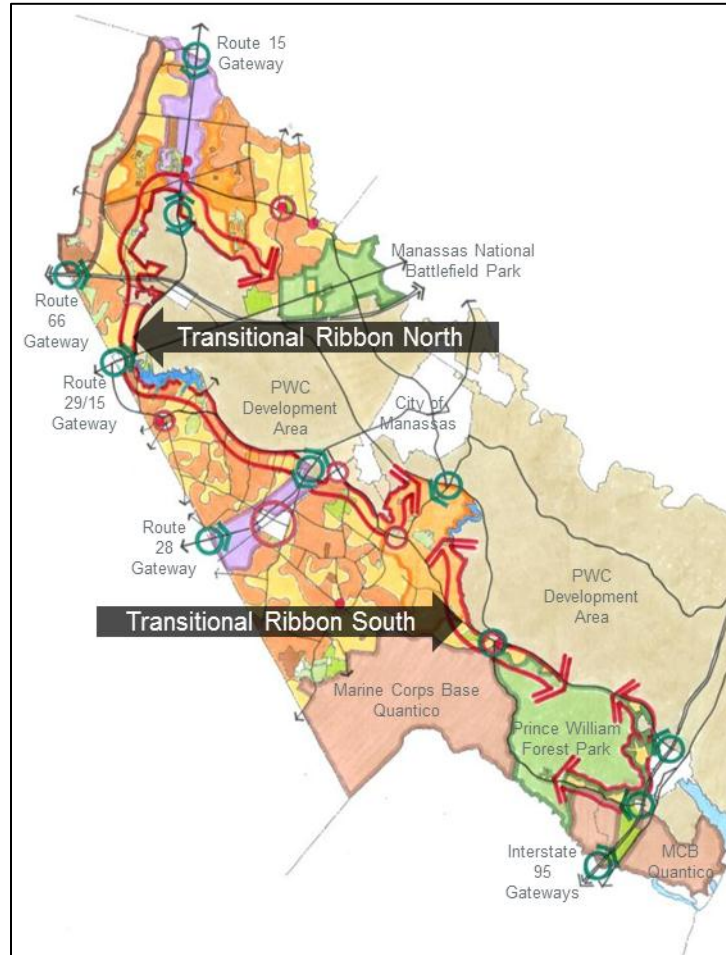 Route 15
Gateway
Manassas National
Battlefield Park
Route
66
Gateway
Transitional Ribbon North
Route
29/15
Gateway
PWC
Development
Area
City of
Manassas
Route
28
Gateway
PWC
Development
Area
Transitional Ribbon South
Marine Corps Base
Quantico
Prince William
Forest Park
Interstate
95
Gateways
MCB
Quantico